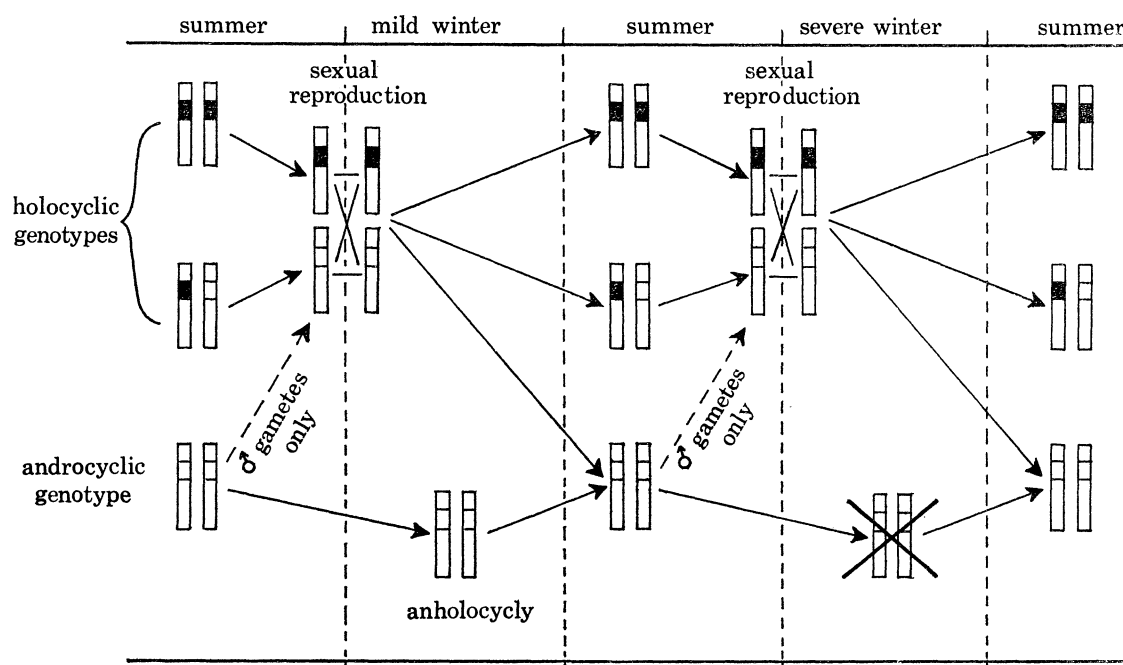 summer mild winter summer severe winter summer
sexual
reproduction
sexual
reproduction
holocyclic
genotypes
♂ gametes
only
♂ gametes
only
androcyclic
genotype
anholocycly